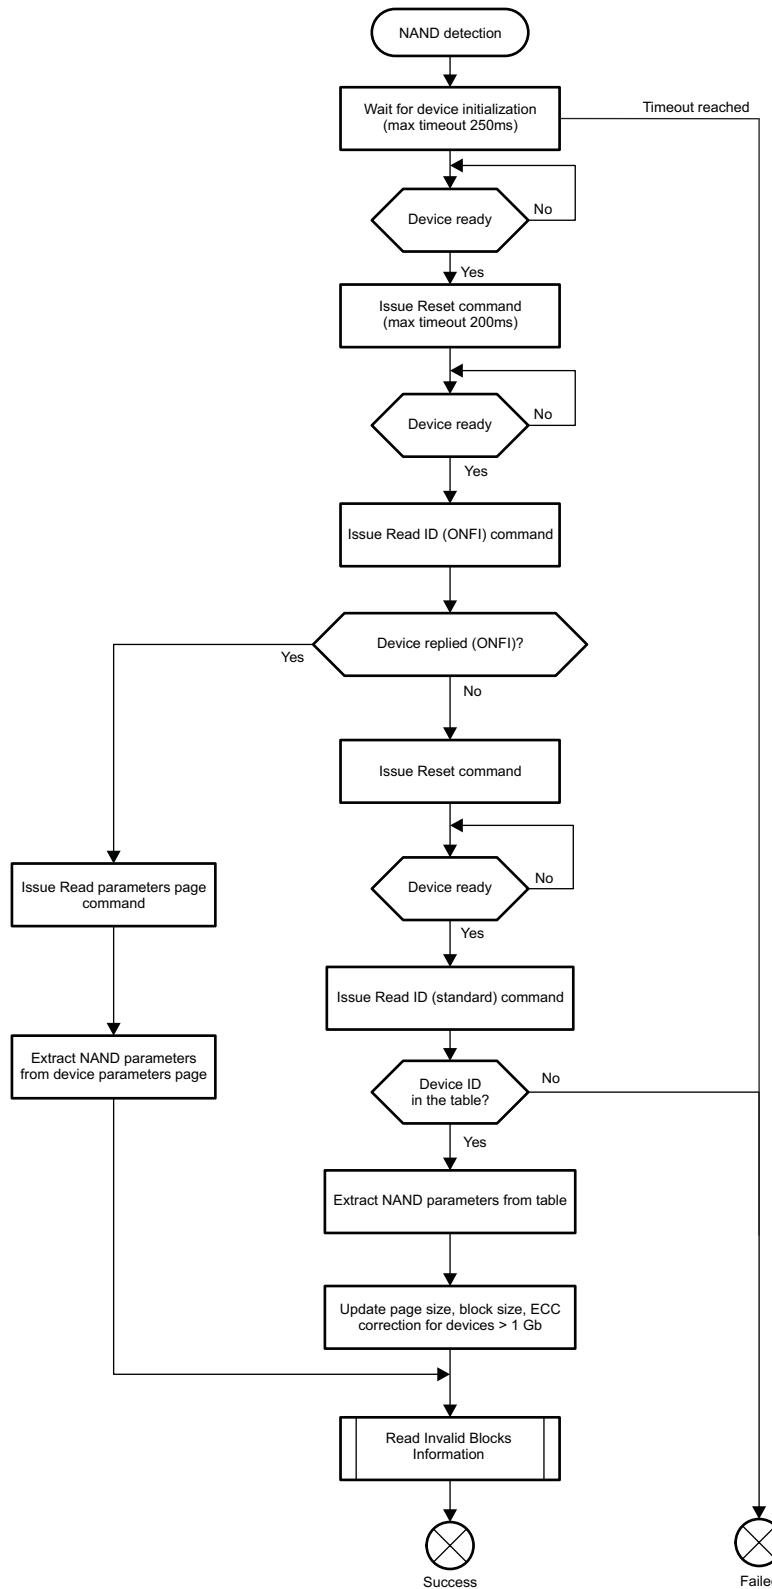 NAND detection
Wait for device initialization
(max timeout 250ms)
Timeout reached
Device ready
No
Yes
Issue Reset command
(max timeout 200ms)
Device ready
No
Yes
Issue Read ID (ONFI) command
Device replied (ONFI)?
Yes
No
Issue Reset command
Device ready
No
Issue Read parameters page
command
Yes
Issue Read ID (standard) command
Extract NAND parameters
from device parameters page
Device ID
in the table?
No
Yes
Extract NAND parameters from table
Update page size, block size, ECC
correction for devices > 1 Gb
Read Invalid Blocks
Information
Success
Failed